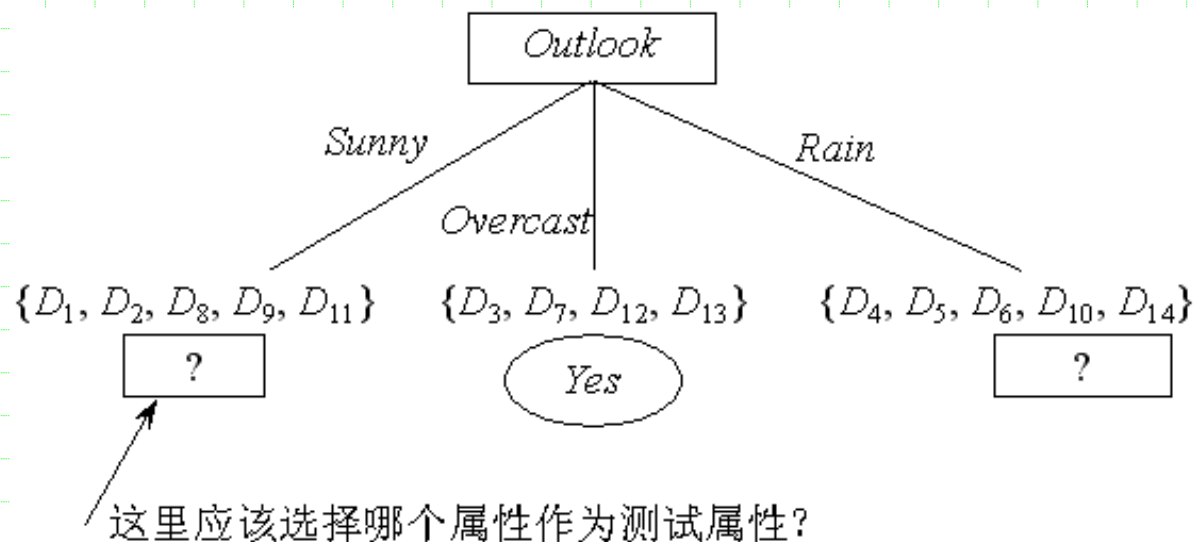 Outlook
Sunny
Rain
Overcast
{D₁, D₂, D₈, D₉, D₁₁} {D₃, D₇, D₁₂, D₁₃} {D₄, D₅, D₆, D₁₀, D₁₄}
? Yes ?
这里应该选择哪个属性作为测试属性?